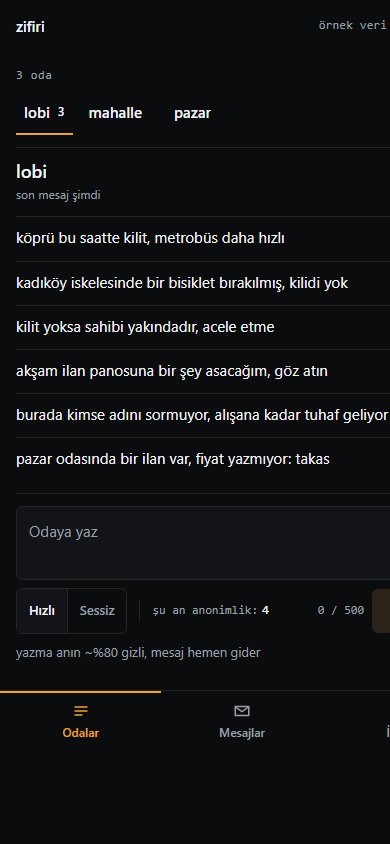 zifiri
örnek veri
3 oda
lobi 3 mahalle pazar
lobi
son mesaj şimdi
köprü bu saatte kilit, metrobüs daha hızlı
kadıköy iskelesinde bir bisiklet bırakılmış, kilidi yok
kilit yoksa sahibi yakındadır, acele etme
akşam ilan panosuna bir şey asacağım, göz atın
burada kimse adını sormuyor, alışana kadar tuhaf geliyor
pazar odasında bir ilan var, fiyat yazmıyor: takas
Odaya yaz
Hızlı Sessiz şu an anonimlik: 4 0 / 500
yazma anın ~%80 gizli, mesaj hemen gider
Odalar Mesajlar